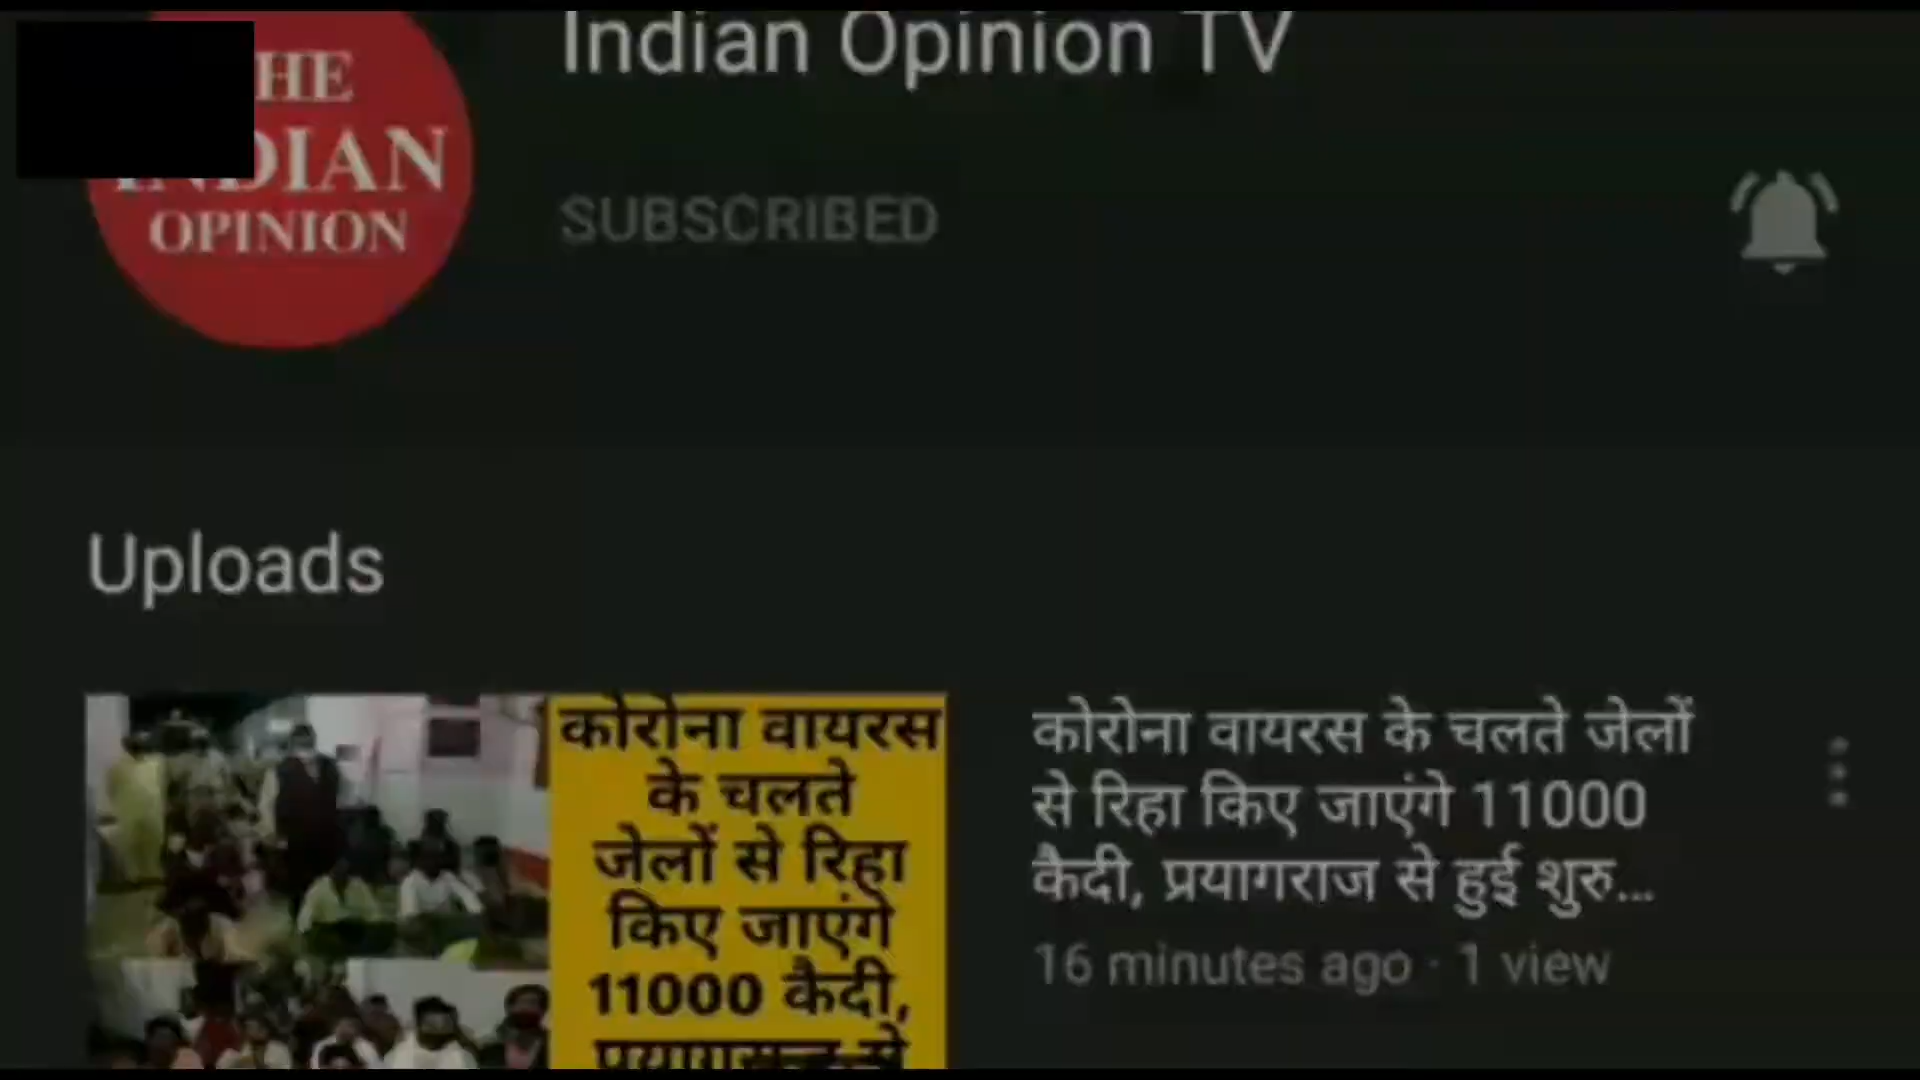 HE
DIAN
OPINION
Indian Opinion TV
SUBSCRIBED
Uploads
कोरोना वायरस
के चलते
जेलों से रिहा
किए जाएंगे
11000 कैदी,
कोरोना वायरस के चलते जेलों
से रिहा किए जाएंगे 11000
कैदी, प्रयागराज से हुई शुरु...
16 minutes ago · 1 view